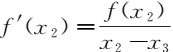 f′(x₂) = f(x₂) / (x₂ − x₃)